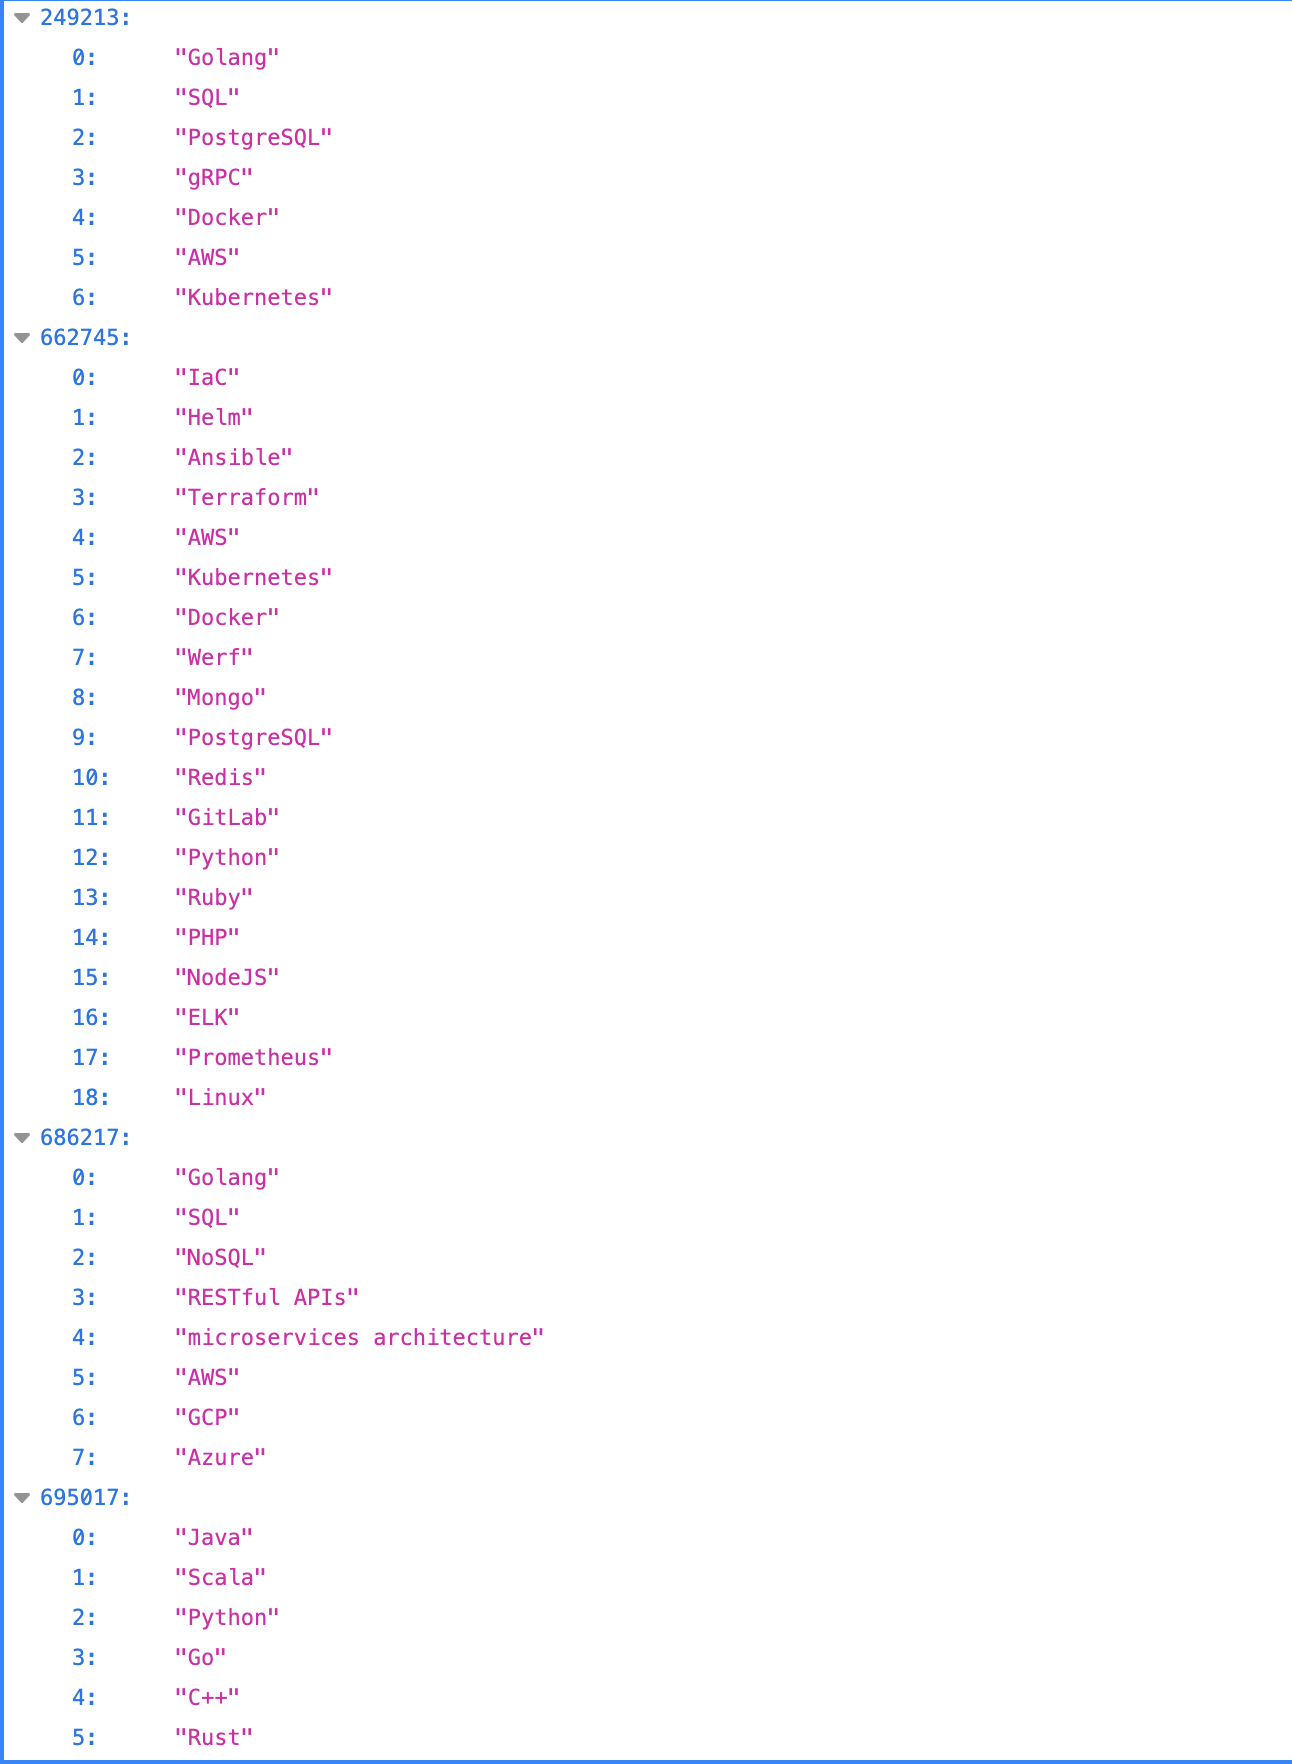 249213:
0: "Golang"
1: "SQL"
2: "PostgreSQL"
3: "gRPC"
4: "Docker"
5: "AWS"
6: "Kubernetes"
662745:
0: "IaC"
1: "Helm"
2: "Ansible"
3: "Terraform"
4: "AWS"
5: "Kubernetes"
6: "Docker"
7: "Werf"
8: "Mongo"
9: "PostgreSQL"
10: "Redis"
11: "GitLab"
12: "Python"
13: "Ruby"
14: "PHP"
15: "NodeJS"
16: "ELK"
17: "Prometheus"
18: "Linux"
686217:
0: "Golang"
1: "SQL"
2: "NoSQL"
3: "RESTful APIs"
4: "microservices architecture"
5: "AWS"
6: "GCP"
7: "Azure"
695017:
0: "Java"
1: "Scala"
2: "Python"
3: "Go"
4: "C++"
5: "Rust"